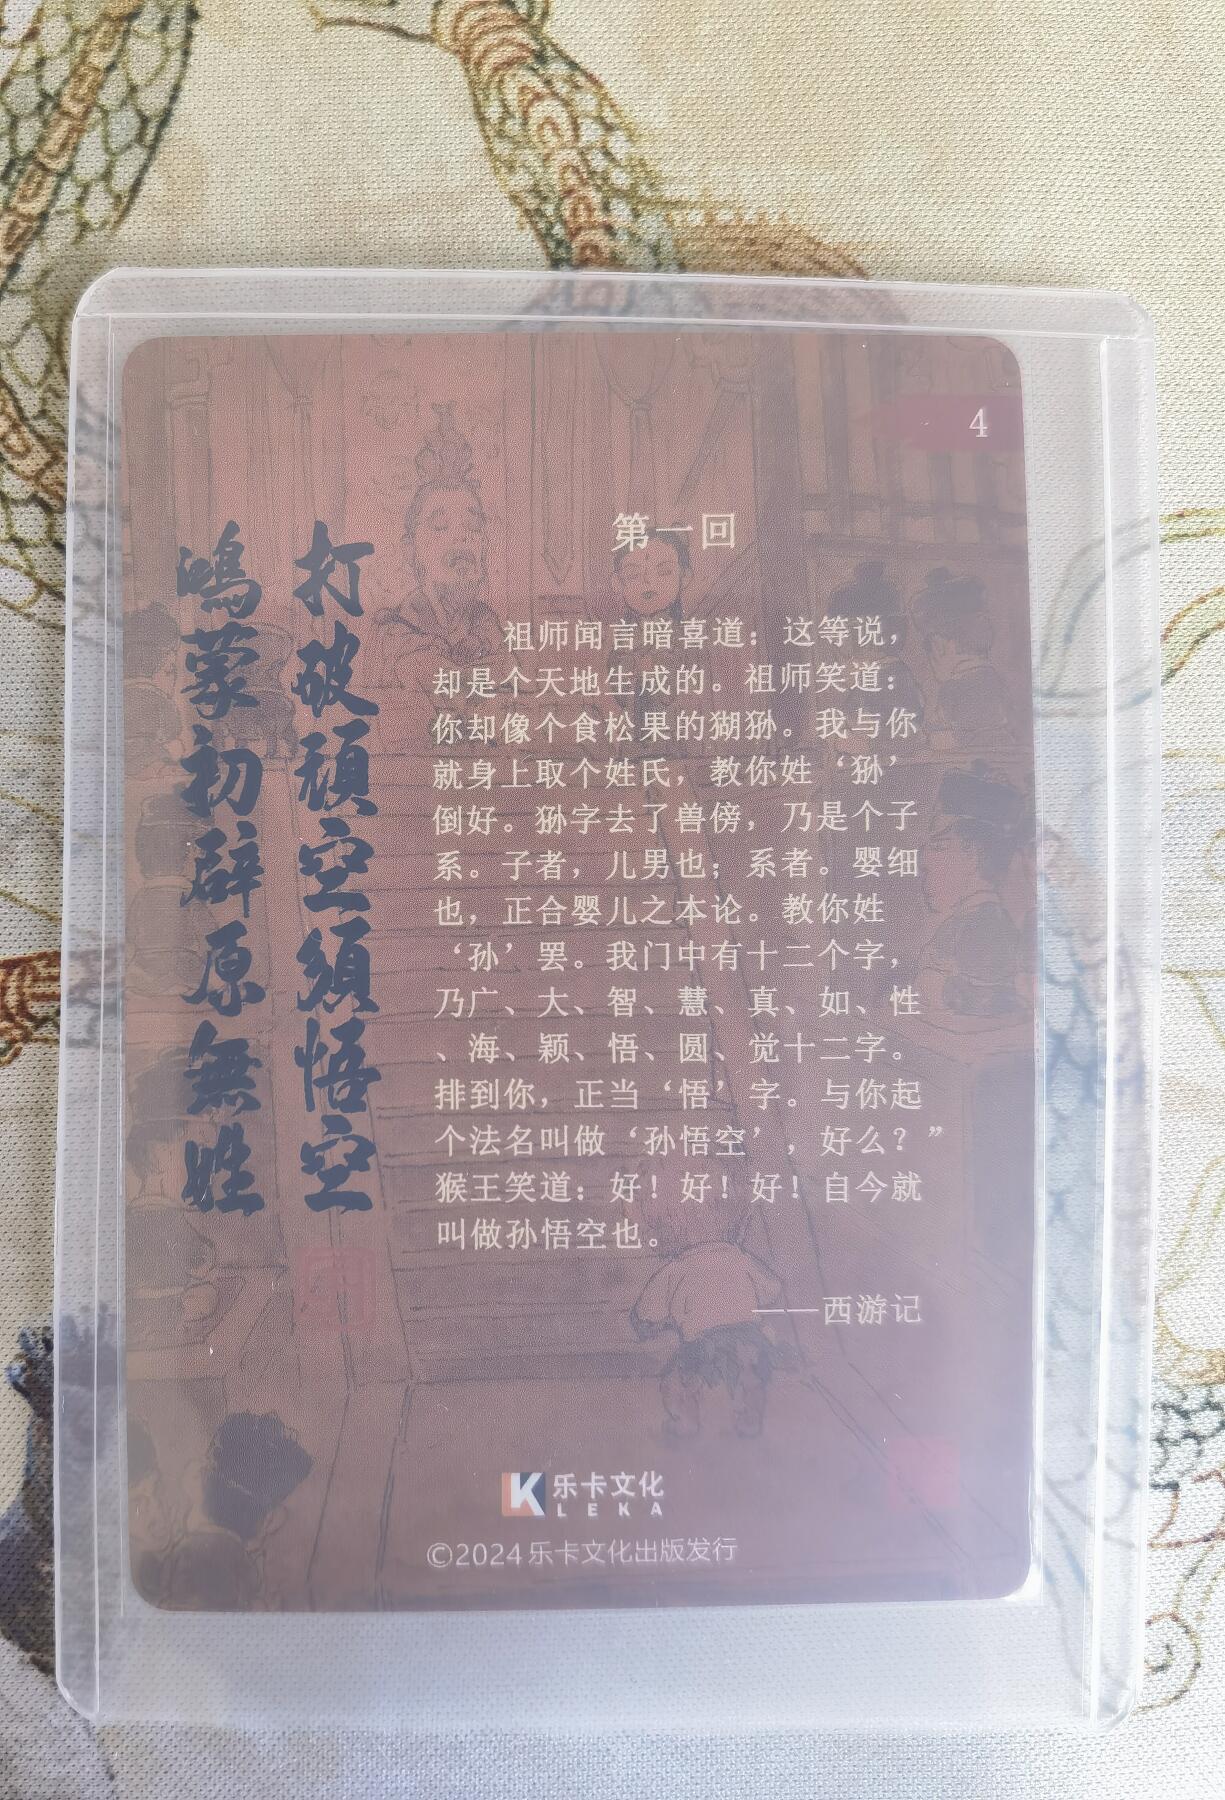 4
打破頑空須悟空
鴻蒙初辟原無姓
第一回
祖师闻言暗喜道：这等说，
却是个天地生成的。祖师笑道：
你却像个食松果的猢狲。我与你
就身上取个姓氏，教你姓‘狲’
倒好。狲字去了兽傍，乃是个子
系。子者，儿男也；系者。婴细
也，正合婴儿之本论。教你姓
‘孙’罢。我门中有十二个字，
乃广、大、智、慧、真、如、性
、海、颖、悟、圆、觉十二字。
排到你，正当‘悟’字。与你起
个法名叫做‘孙悟空’，好么？”
猴王笑道：好！好！好！自今就
叫做孙悟空也。
——西游记
乐卡文化
LEKA
©2024乐卡文化出版发行